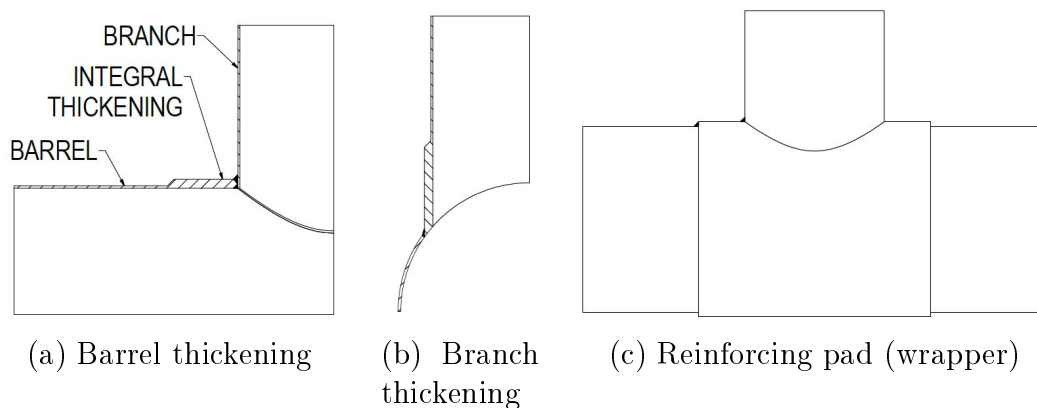 BRANCH
INTEGRAL
THICKENING
BARREL
(a) Barrel thickening
(b) Branch
thickening
(c) Reinforcing pad (wrapper)